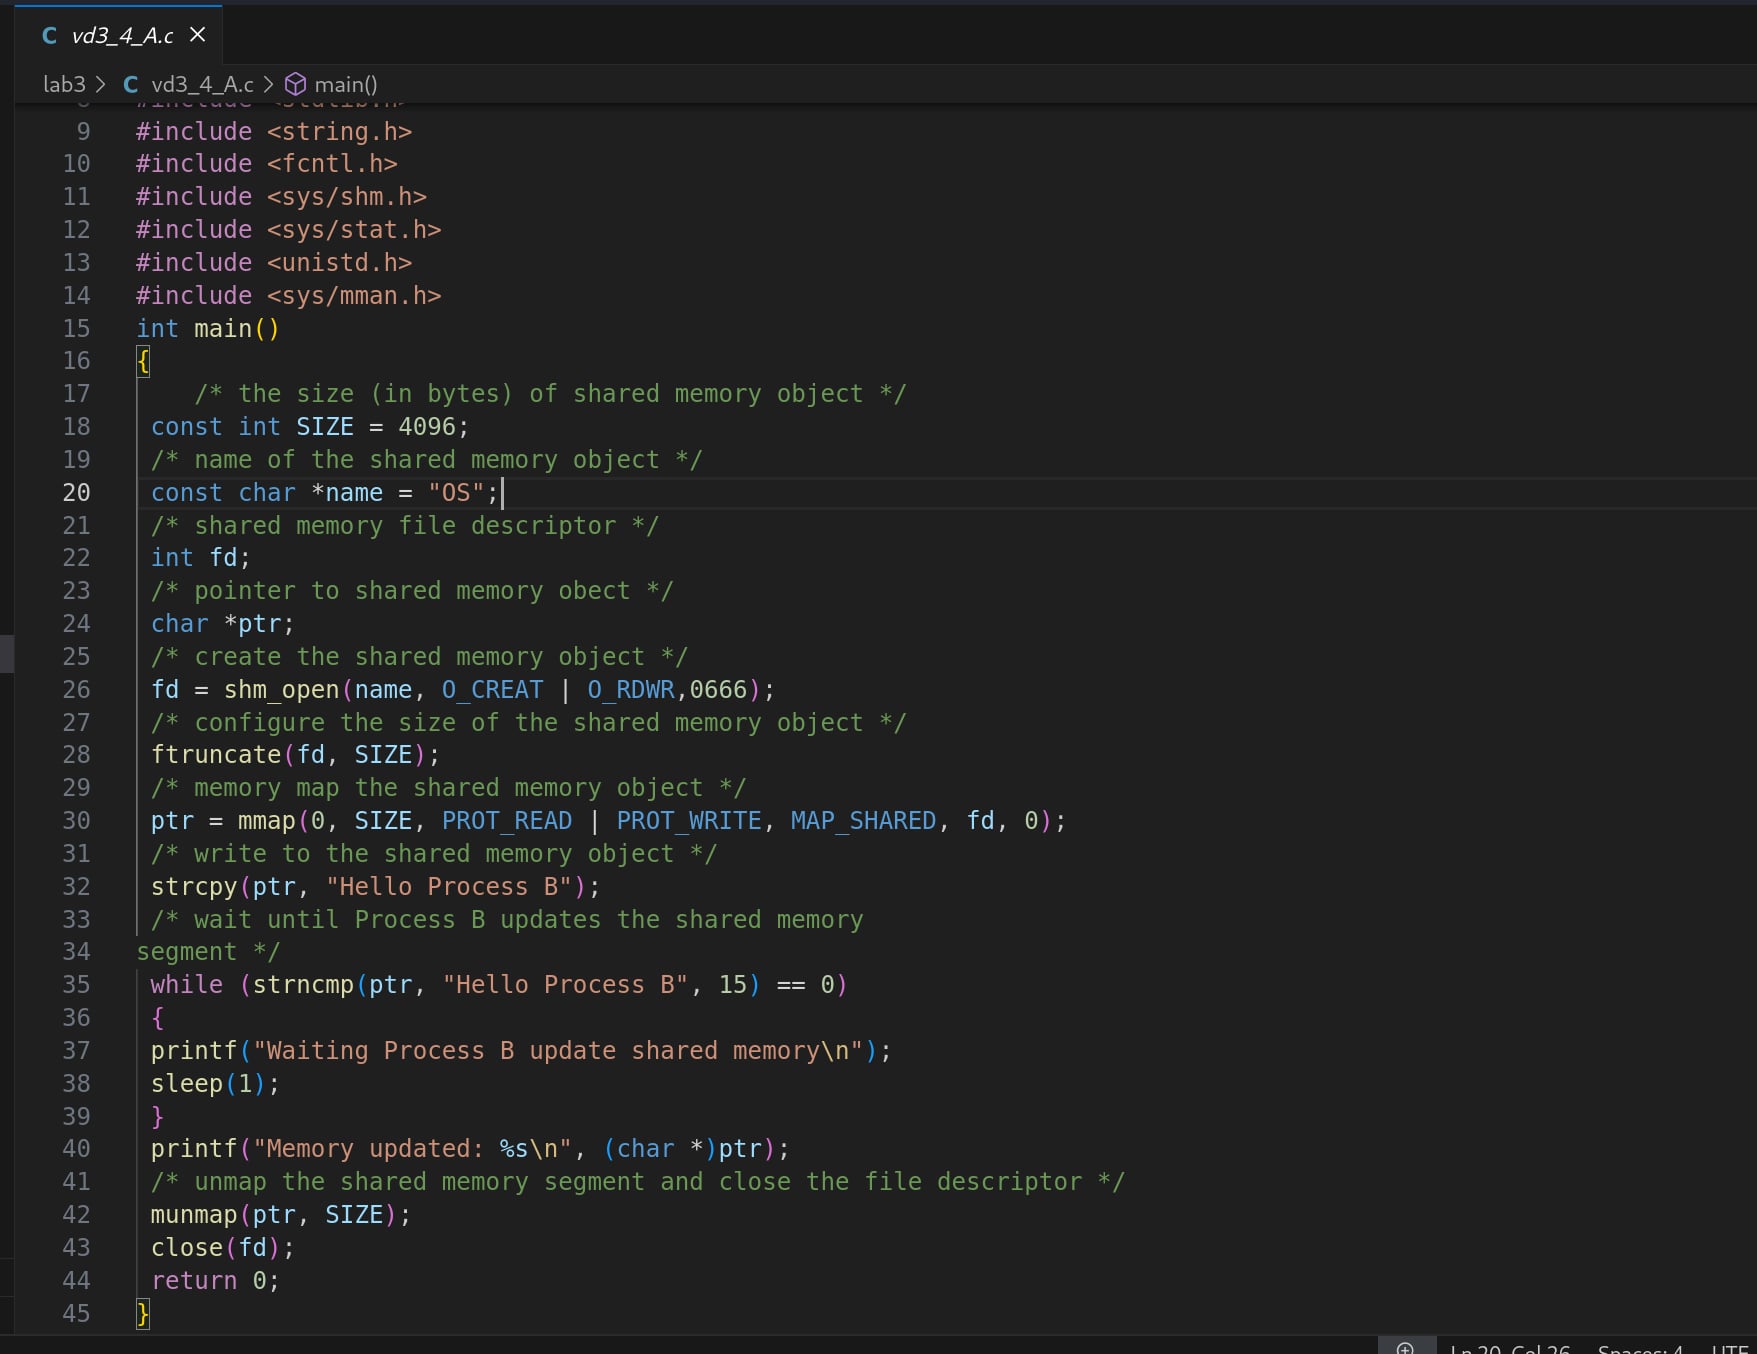 vd3_4_A.c
lab3 > vd3_4_A.c > main()
8 #include <stdlib.h>
9 #include <string.h>
10 #include <fcntl.h>
11 #include <sys/shm.h>
12 #include <sys/stat.h>
13 #include <unistd.h>
14 #include <sys/mman.h>
15 int main()
16 {
17     /* the size (in bytes) of shared memory object */
18  const int SIZE = 4096;
19  /* name of the shared memory object */
20  const char *name = "OS";
21  /* shared memory file descriptor */
22  int fd;
23  /* pointer to shared memory obect */
24  char *ptr;
25  /* create the shared memory object */
26  fd = shm_open(name, O_CREAT | O_RDWR,0666);
27  /* configure the size of the shared memory object */
28  ftruncate(fd, SIZE);
29  /* memory map the shared memory object */
30  ptr = mmap(0, SIZE, PROT_READ | PROT_WRITE, MAP_SHARED, fd, 0);
31  /* write to the shared memory object */
32  strcpy(ptr, "Hello Process B");
33  /* wait until Process B updates the shared memory
34 segment */
35  while (strncmp(ptr, "Hello Process B", 15) == 0)
36  {
37  printf("Waiting Process B update shared memory\n");
38  sleep(1);
39  }
40  printf("Memory updated: %s\n", (char *)ptr);
41  /* unmap the shared memory segment and close the file descriptor */
42  munmap(ptr, SIZE);
43  close(fd);
44  return 0;
45 }
Ln 20, Col 26 Spaces: 4 UTF